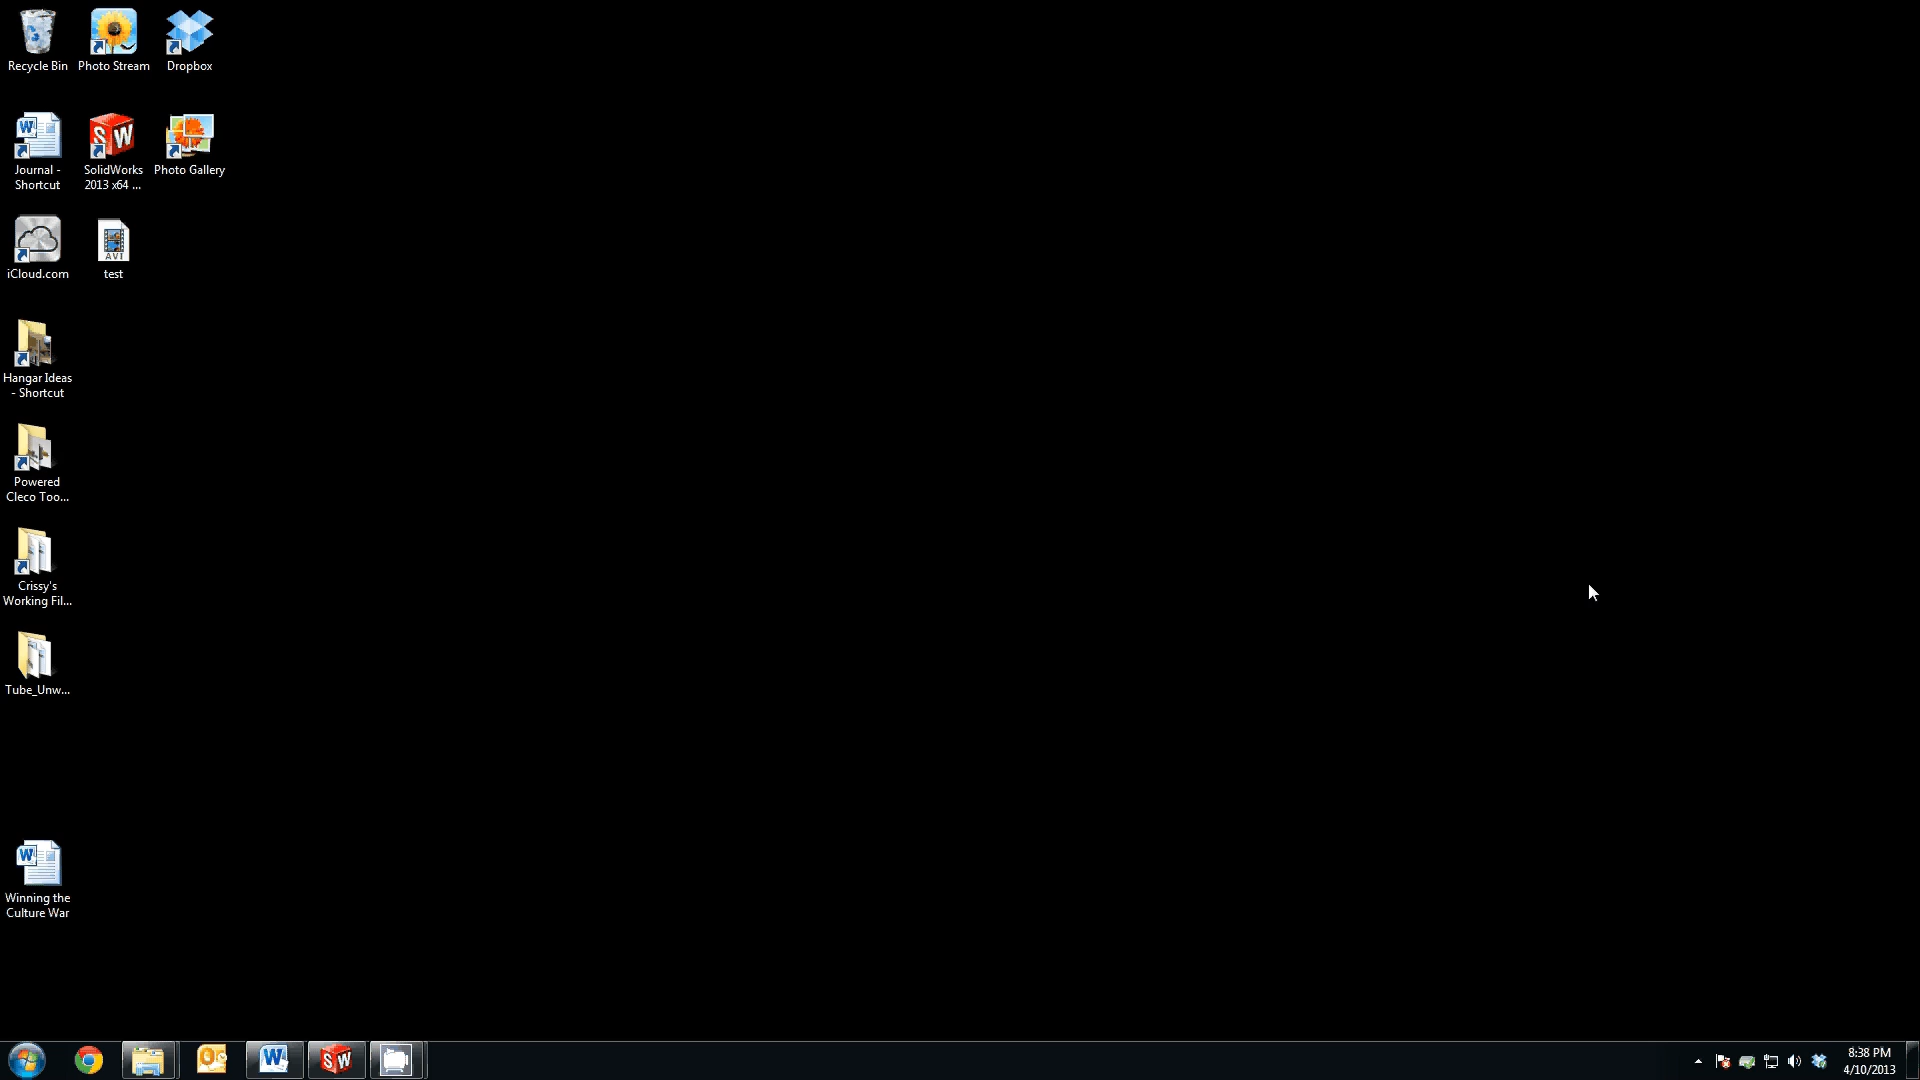 Recycle Bin
Photo Stream
Dropbox
Journal -
Shortcut
SolidWorks
2013 x64 ...
Photo Gallery
iCloud.com
AVI
test
Hangar Ideas
- Shortcut
Powered
Cleco Too...
Crissy's
Working Fil...
Tube_Unw...
Winning the
Culture War
8:38 PM
4/10/2013